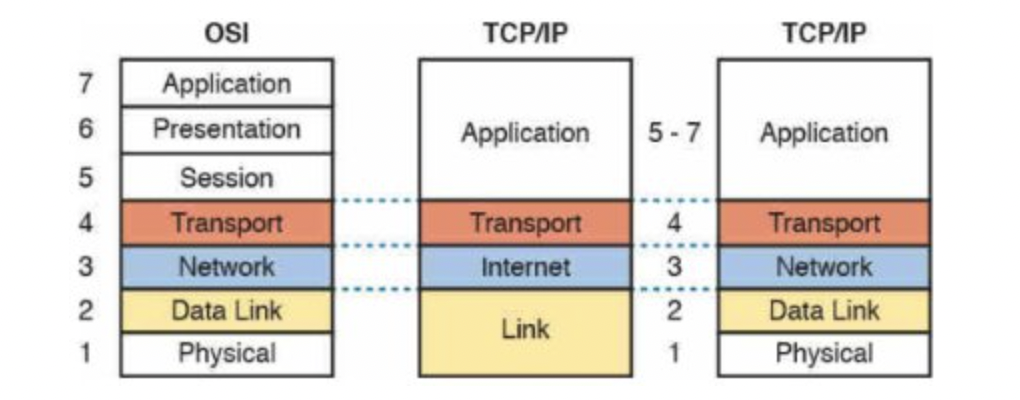 OSI TCP/IP TCP/IP
7 Application
6 Presentation Application 5 - 7 Application
5 Session
4 Transport Transport 4 Transport
3 Network Internet 3 Network
2 Data Link Link 2 Data Link
1 Physical 1 Physical